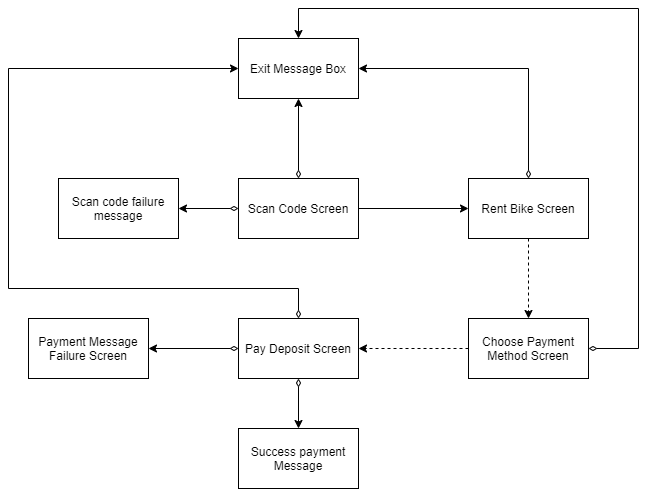 Exit Message Box
Scan code failure
message
Scan Code Screen
Rent Bike Screen
Payment Message
Failure Screen
Pay Deposit Screen
Choose Payment
Method Screen
Success payment
Message